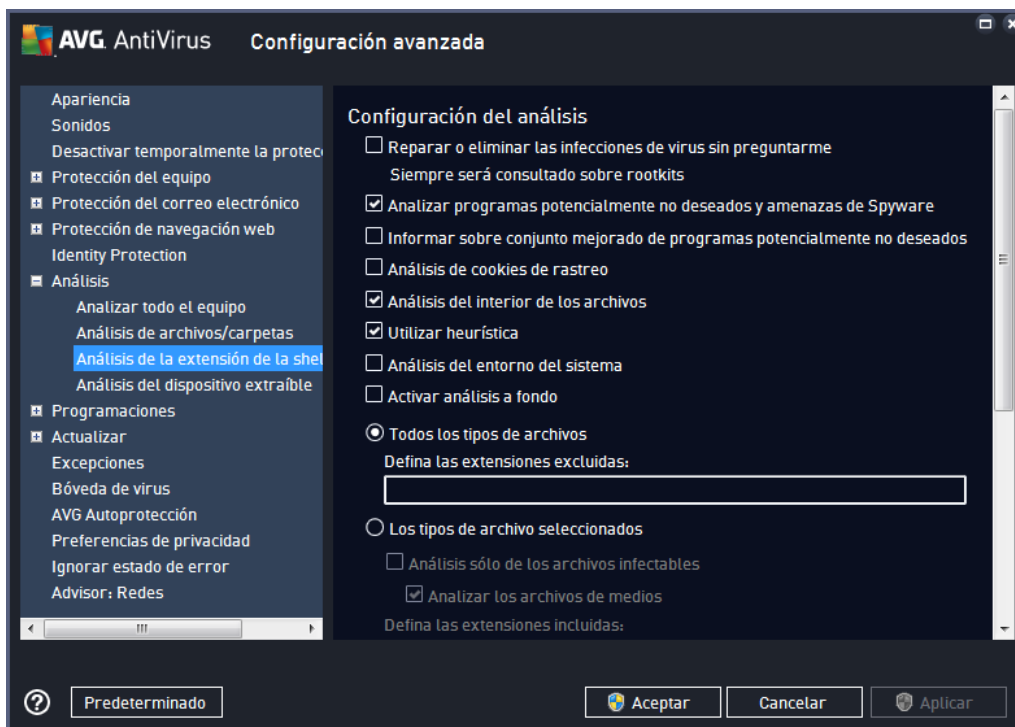 AVG. AntiVirus Configuración avanzada
Apariencia
Sonidos
Desactivar temporalmente la protec
Protección del equipo
Protección del correo electrónico
Protección de navegación web
Identity Protection
Análisis
Analizar todo el equipo
Análisis de archivos/carpetas
Análisis de la extensión de la shel
Análisis del dispositivo extraíble
Programaciones
Actualizar
Excepciones
Bóveda de virus
AVG Autoprotección
Preferencias de privacidad
Ignorar estado de error
Advisor: Redes
Configuración del análisis
Reparar o eliminar las infecciones de virus sin preguntarme
Siempre será consultado sobre rootkits
Analizar programas potencialmente no deseados y amenazas de Spyware
Informar sobre conjunto mejorado de programas potencialmente no deseados
Análisis de cookies de rastreo
Análisis del interior de los archivos
Utilizar heurística
Análisis del entorno del sistema
Activar análisis a fondo
Todos los tipos de archivos
Defina las extensiones excluidas:
Los tipos de archivo seleccionados
Análisis sólo de los archivos infectables
Analizar los archivos de medios
Defina las extensiones incluidas:
? Predeterminado Aceptar Cancelar Aplicar